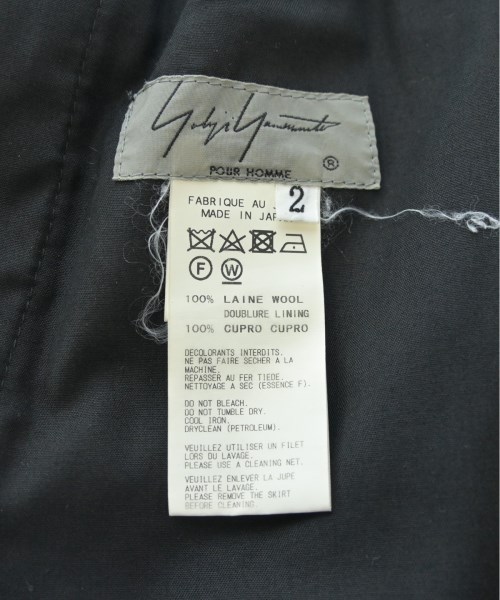 Yohji Yamamoto
POUR HOMME
®
2
FABRIQUE AU
MADE IN JAPAN
F
W
100% LAINE WOOL
DOUBLURE LINING
100% CUPRO CUPRO
DECOLORANTS INTERDITS.
NE PAS FAIRE SECHER A LA
MACHINE.
REPASSER AU FER TIEDE.
NETTOYAGE A SEC (ESSENCE F).
DO NOT BLEACH.
DO NOT TUMBLE DRY.
COOL IRON.
DRYCLEAN (PETROLEUM).
VEUILLEZ UTILISER UN FILET
LORS DU LAVAGE.
PLEASE USE A CLEANING NET.
VEUILLEZ ENLEVER LA JUPE
AVANT LE LAVAGE.
PLEASE REMOVE THE SKIRT
BEFORE CLEANING